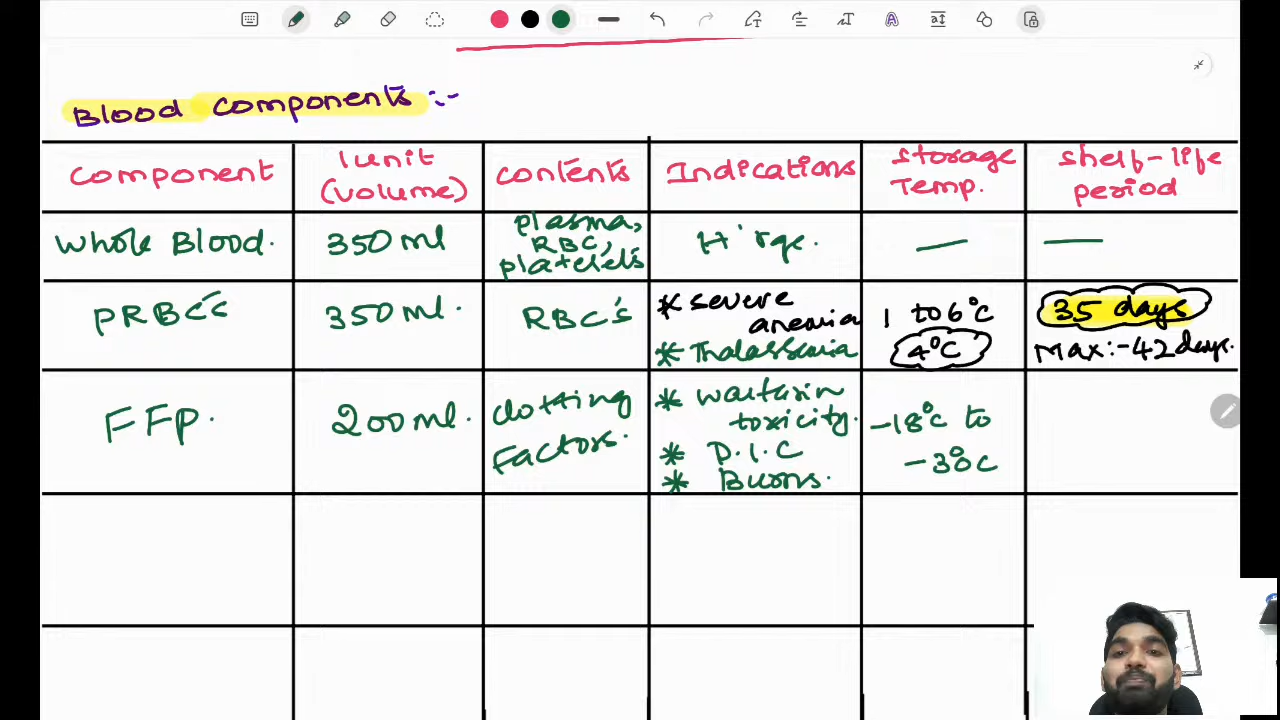 Blood components :-
Component
1unit
(volume)
contents
Indications
storage
Temp.
shelf-life
period
Whole Blood.
350 ml
plasma,
RBC,
platelets
H'rge.
—
—
PRBC's
350 ml.
RBC's
* severe
anemia
* Thalassemia
1 to 6°C
4°C
35 days
Max:-42 days.
FFP.
200 ml.
clotting
Factors.
* warfarin
toxicity.
* D.I.C
* Burns.
-18°C to
-30°C